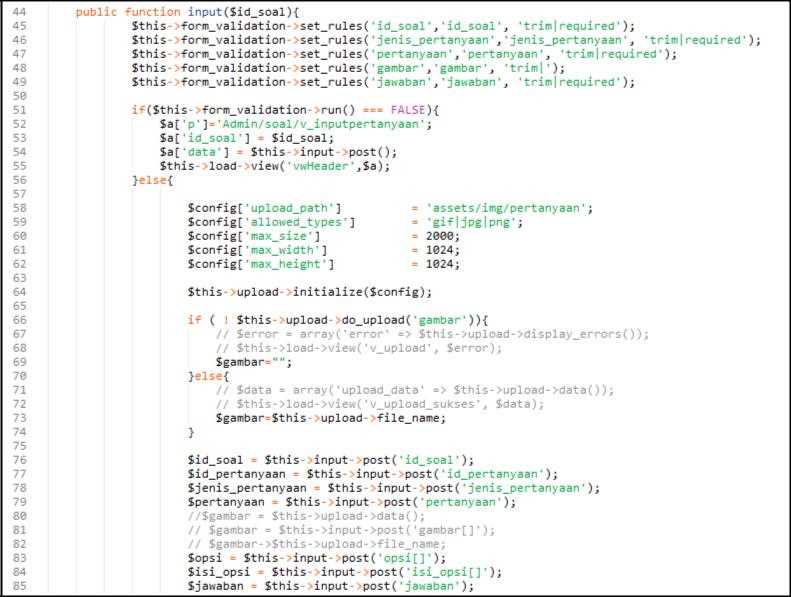 44 public function input($id_soal){
45 $this->form_validation->set_rules('id_soal','id_soal', 'trim|required');
46 $this->form_validation->set_rules('jenis_pertanyaan','jenis_pertanyaan', 'trim|required');
47 $this->form_validation->set_rules('pertanyaan','pertanyaan', 'trim|required');
48 $this->form_validation->set_rules('gambar','gambar', 'trim|');
49 $this->form_validation->set_rules('jawaban','jawaban', 'trim|required');
50
51 if($this->form_validation->run() === FALSE){
52 $a['p']='Admin/soal/v_inputpertanyaan';
53 $a['id_soal'] = $id_soal;
54 $a['data'] = $this->input->post();
55 $this->load->view('vwHeader',$a);
56 }else{
57
58 $config['upload_path'] = 'assets/img/pertanyaan';
59 $config['allowed_types'] = 'gif|jpg|png';
60 $config['max_size'] = 2000;
61 $config['max_width'] = 1024;
62 $config['max_height'] = 1024;
63
64 $this->upload->initialize($config);
65
66 if ( ! $this->upload->do_upload('gambar')){
67 // $error = array('error' => $this->upload->display_errors());
68 // $this->load->view('v_upload', $error);
69 $gambar="";
70 }else{
71 // $data = array('upload_data' => $this->upload->data());
72 // $this->load->view('v_upload_sukses', $data);
73 $gambar=$this->upload->file_name;
74 }
75
76 $id_soal = $this->input->post('id_soal');
77 $id_pertanyaan = $this->input->post('id_pertanyaan');
78 $jenis_pertanyaan = $this->input->post('jenis_pertanyaan');
79 $pertanyaan = $this->input->post('pertanyaan');
80 //$gambar = $this->upload->data();
81 // $gambar = $this->input->post('gambar[]');
82 // $gambar->$this->upload->file_name;
83 $opsi = $this->input->post('opsi[]');
84 $isi_opsi = $this->input->post('isi_opsi[]');
85 $jawaban = $this->input->post('jawaban');